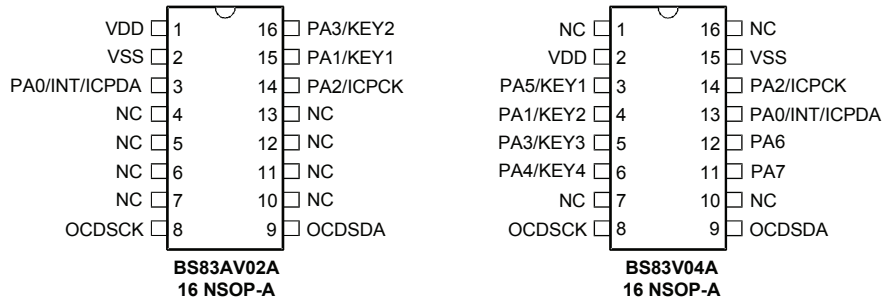 VDD 1 16 PA3/KEY2
VSS 2 15 PA1/KEY1
PA0/INT/ICPDA 3 14 PA2/ICPCK
NC 4 13 NC
NC 5 12 NC
NC 6 11 NC
NC 7 10 NC
OCDSCK 8 9 OCDSDA
BS83AV02A
16 NSOP-A
NC 1 16 NC
VDD 2 15 VSS
PA5/KEY1 3 14 PA2/ICPCK
PA1/KEY2 4 13 PA0/INT/ICPDA
PA3/KEY3 5 12 PA6
PA4/KEY4 6 11 PA7
NC 7 10 NC
OCDSCK 8 9 OCDSDA
BS83V04A
16 NSOP-A